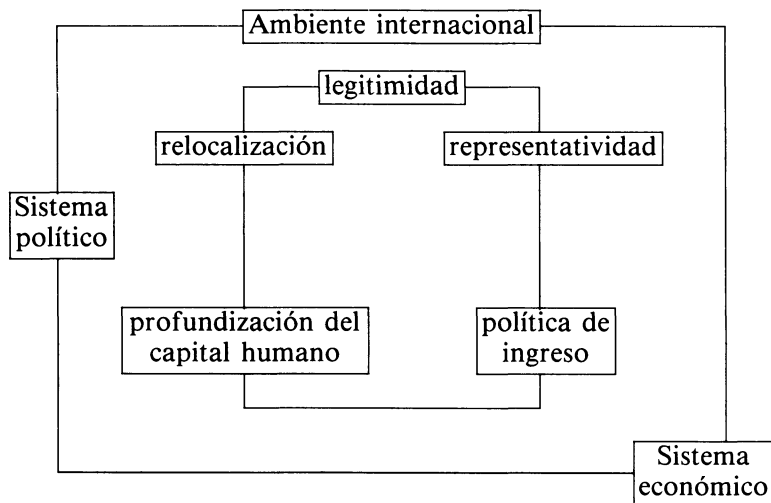 Ambiente internacional
legitimidad
relocalización
representatividad
Sistema
político
profundización del
capital humano
política de
ingreso
Sistema
económico